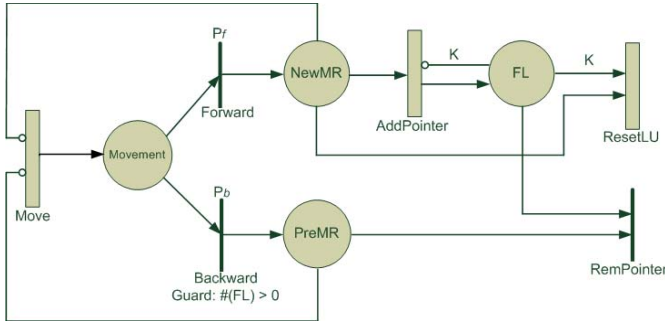 Pf
Forward
NewMR
K
AddPointer
FL
K
ResetLU
Movement
Move
Pb
Backward
Guard: #(FL) > 0
PreMR
RemPointer